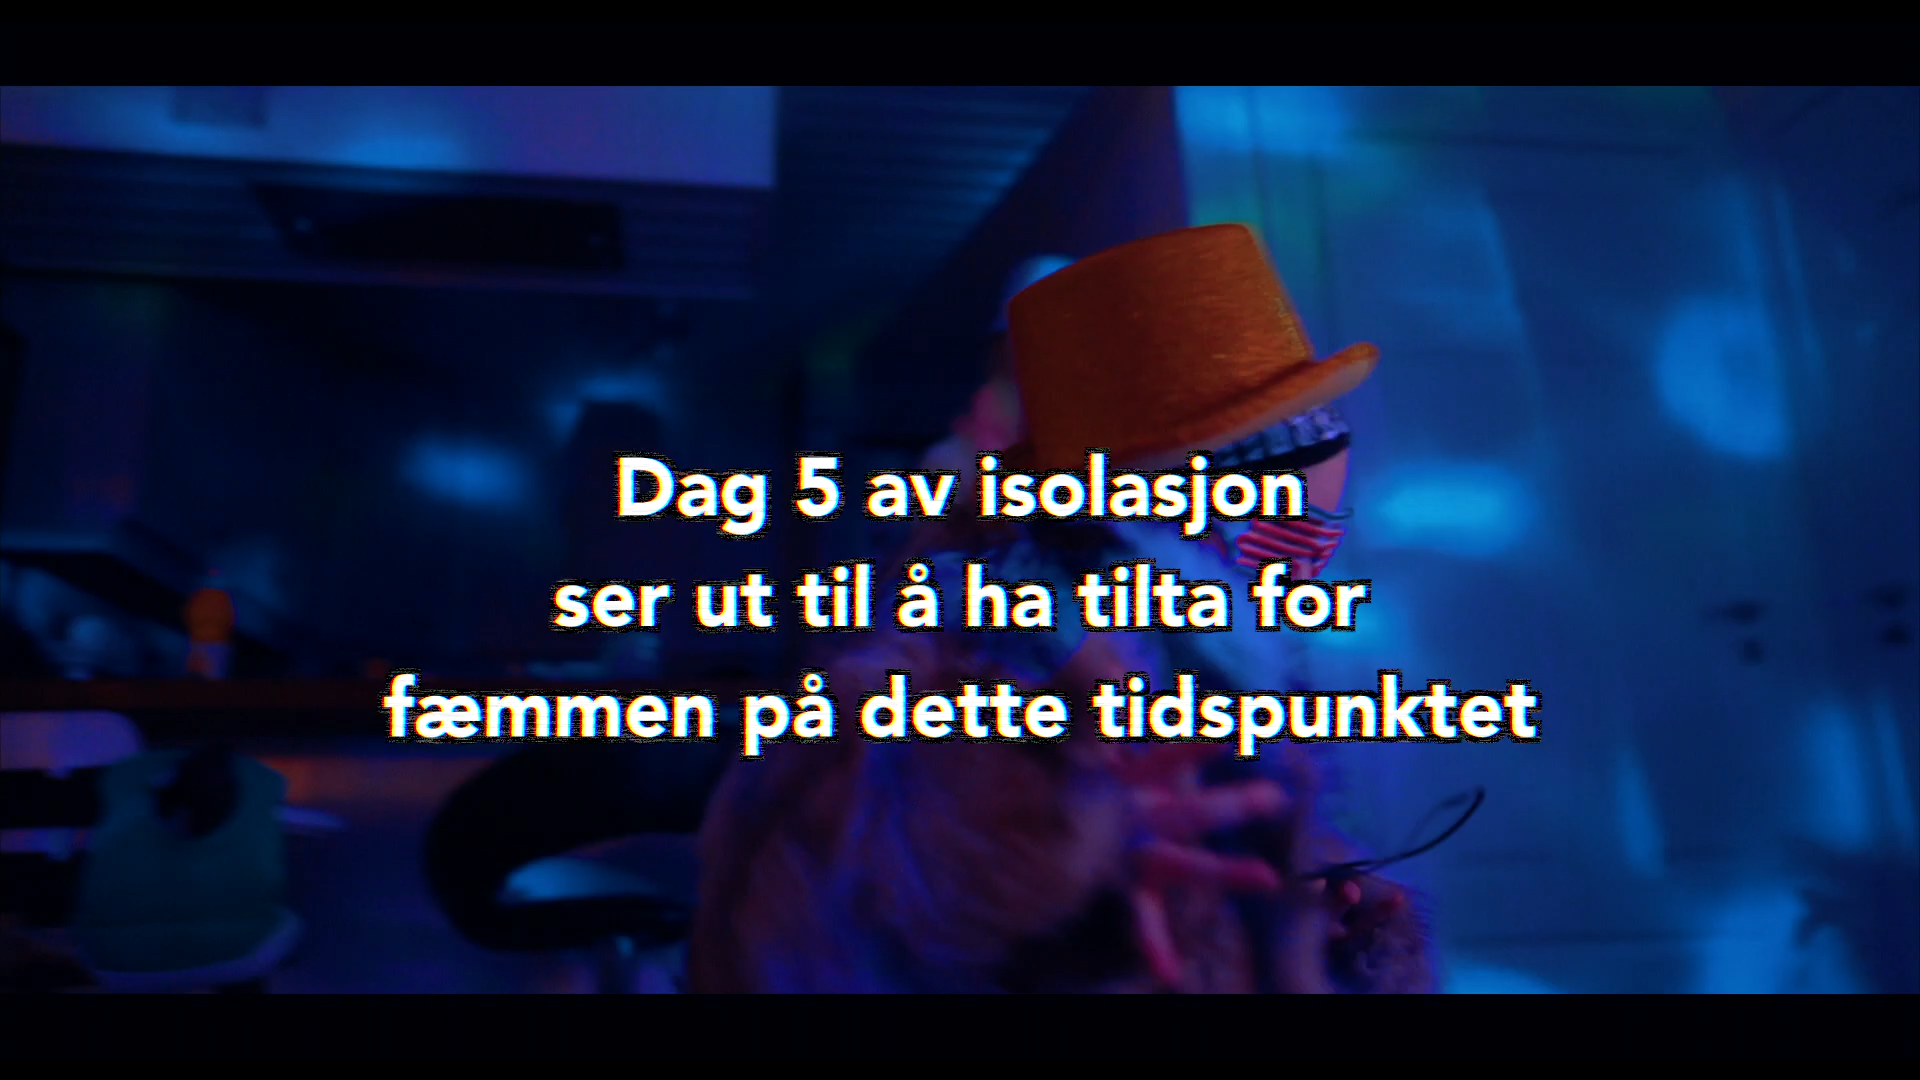 Dag 5 av isolasjon
ser ut til å ha tilta for
fæmmen på dette tidspunktet